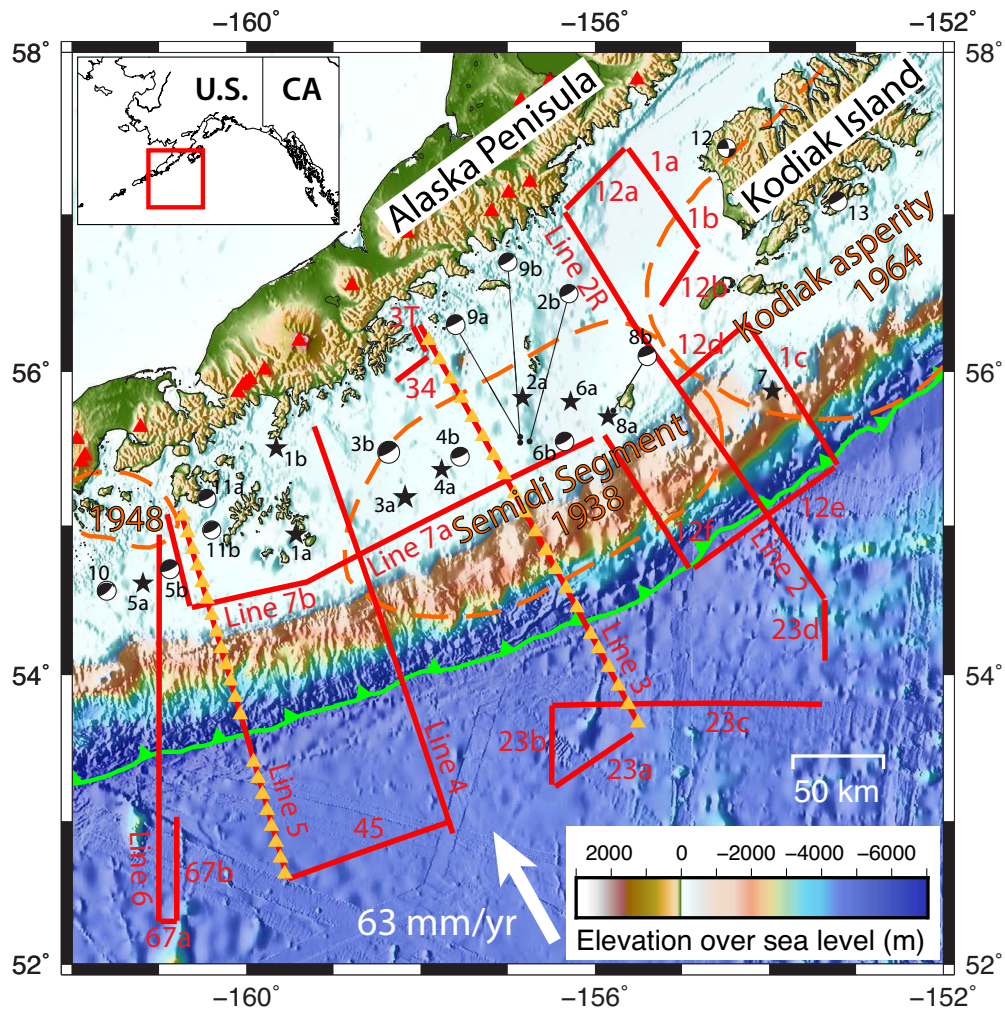 −160˚
−156˚
−152˚
58˚
U.S.
CA
Alaska Penisula
Kodiak Island
12
1a
12a
13
1b
Line 2R
9b
Kodiak asperity
1964
12b
2b
3T
9a
8b
12d
1c
56˚
56˚
34
2a
6a
7
8a
3b
4b
1b
6b
4a
Semidi Segment
1938
11a
3a
12e
1948
11b
1a
Line 7a
12f
Line 2
10
5a
5b
Line 7b
23d
54˚
54˚
Line 3
23b
23c
23a
50 km
Line 4
Line 5
45
Line 6
67b
63 mm/yr
67a
2000
0
−2000
−4000
−6000
Elevation over sea level (m)
52˚
52˚
−160˚
−156˚
−152˚